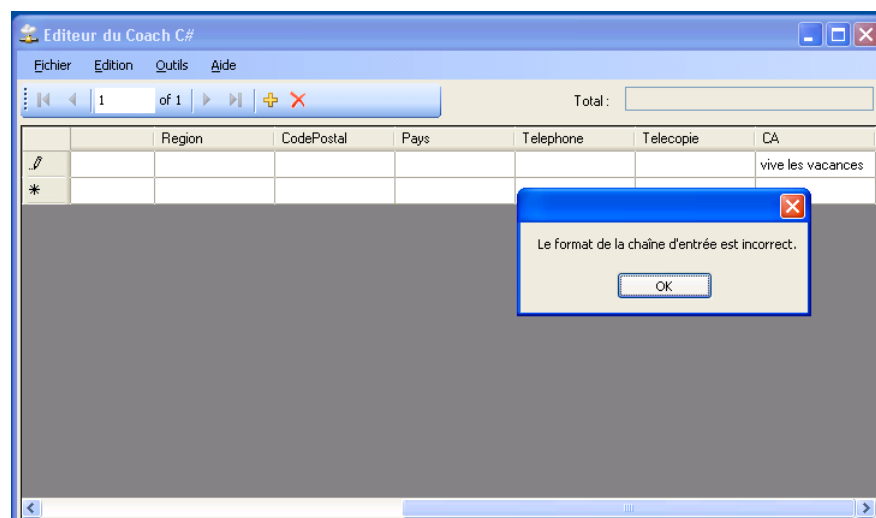 Editeur du Coach C#
Fichier Edition Outils Aide
1 of 1 Total :
Region CodePostal Pays Telephone Telecopie CA
vive les vacances
Le format de la chaîne d'entrée est incorrect.
OK